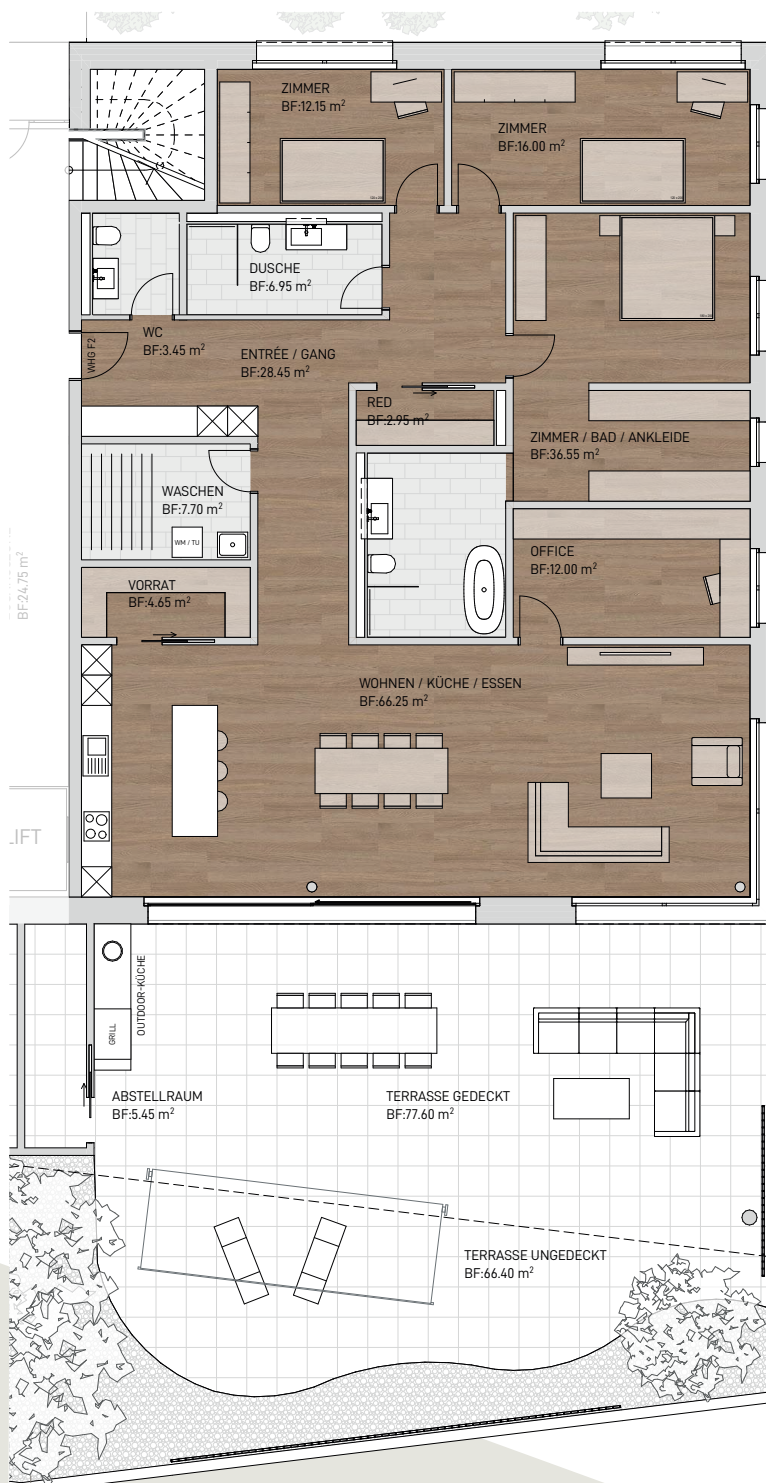 ZIMMER
BF:12.15 m²
ZIMMER
BF:16.00 m²
DUSCHE
BF:6.95 m²
WC
BF:3.45 m²
WHG F2
ENTRÉE / GANG
BF:28.45 m²
RED
BF:2.95 m²
ZIMMER / BAD / ANKLEIDE
BF:36.55 m²
WASCHEN
BF:7.70 m²
WM / TU
OFFICE
BF:12.00 m²
BF:24.75 m²
VORRAT
BF:4.65 m²
WOHNEN / KÜCHE / ESSEN
BF:66.25 m²
LIFT
OUTDOOR-KÜCHE
GRILL
ABSTELLRAUM
BF:5.45 m²
TERRASSE GEDECKT
BF:77.60 m²
TERRASSE UNGEDECKT
BF:66.40 m²